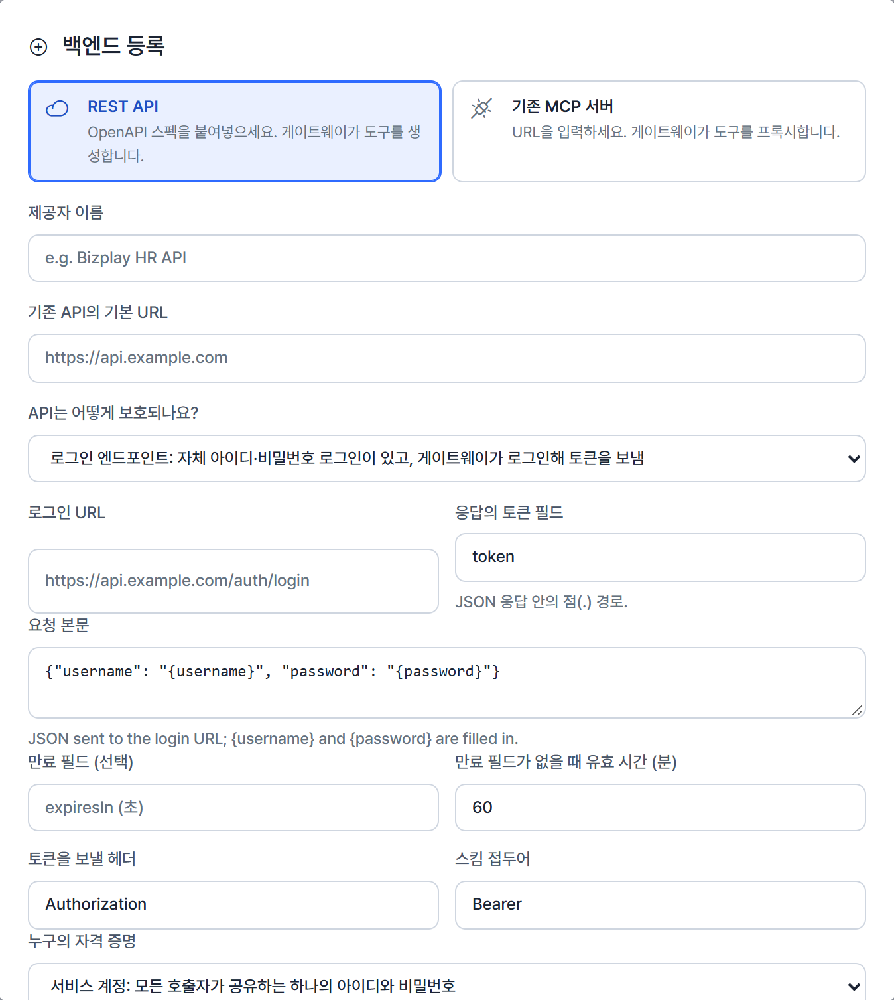 백엔드 등록
REST API
OpenAPI 스펙을 붙여넣으세요. 게이트웨이가 도구를 생
성합니다.
기존 MCP 서버
URL을 입력하세요. 게이트웨이가 도구를 프록시합니다.
제공자 이름
e.g. Bizplay HR API
기존 API의 기본 URL
https://api.example.com
API는 어떻게 보호되나요?
로그인 엔드포인트: 자체 아이디·비밀번호 로그인이 있고, 게이트웨이가 로그인해 토큰을 보냄
로그인 URL
https://api.example.com/auth/login
응답의 토큰 필드
token
JSON 응답 안의 점(.) 경로.
요청 본문
{"username": "{username}", "password": "{password}"}
JSON sent to the login URL; {username} and {password} are filled in.
만료 필드 (선택)
expiresIn (초)
만료 필드가 없을 때 유효 시간 (분)
60
토큰을 보낼 헤더
Authorization
스킴 접두어
Bearer
누구의 자격 증명
서비스 계정: 모든 호출자가 공유하는 하나의 아이디와 비밀번호